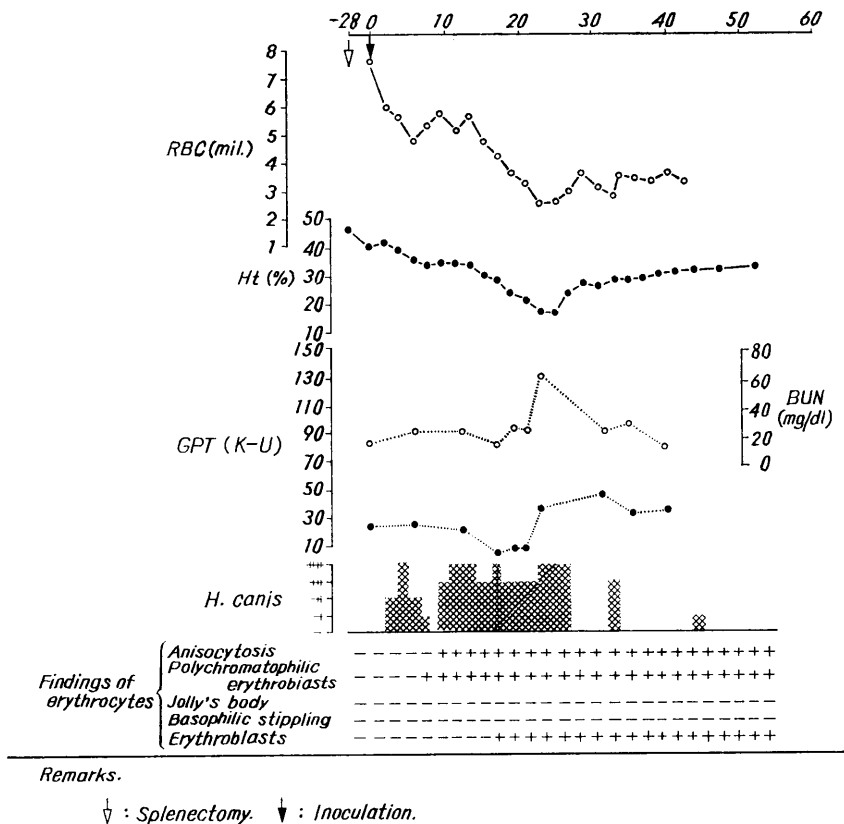 -28 0 10 20 30 40 50 60
8
7
6
5
4
3
2
1
RBC(mil.)
50
40
30
20
10
Ht (%)
150
130
110
90
70
50
30
10
GPT (K-U)
80
60
40
20
0
BUN
(mg/dl)
H. canis
Findings of
erythrocytes
Anisocytosis - - - - - + + + + + + + + + + + + + + + + + + +
Polychromatophilic
erythrobiasts - - - - + + + + + + + + + + + + + + + + + + + +
Jolly's body - - - - - - - - - - - - - - - - - - - - - - - -
Basophilic stippling - - - - - - - - - - - - - - - - - - - - - - - -
Erythroblasts - - - - - - - - + + + + + + + + + + + + + + + +
Remarks.
: Splenectomy. : Inoculation.